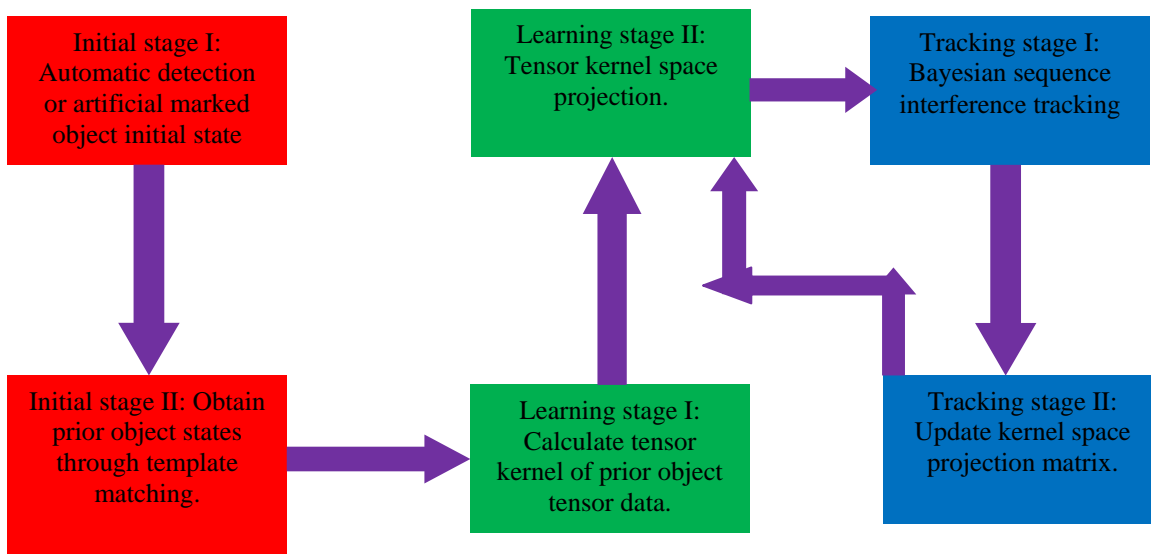 Initial stage I:
Automatic detection
or artificial marked
object initial state
Initial stage II: Obtain
prior object states
through template
matching.
Learning stage I:
Calculate tensor
kernel of prior object
tensor data.
Learning stage II:
Tensor kernel space
projection.
Tracking stage I:
Bayesian sequence
interference tracking
Tracking stage II:
Update kernel space
projection matrix.